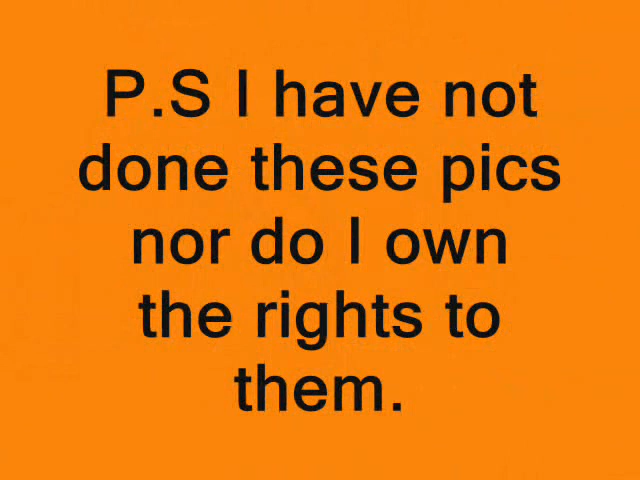 P.S I have not
done these pics
nor do I own
the rights to
them.